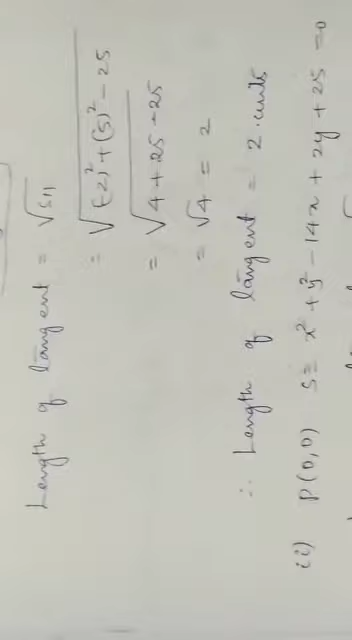 Length of tangent = √S11
= √(-2)² + (5)² - 25
= √4 + 25 - 25
= √4 = 2
∴ Length of tangent = 2 units
ii) P(0,0) S ≡ x² + y² - 14x + 2y + 25 = 0